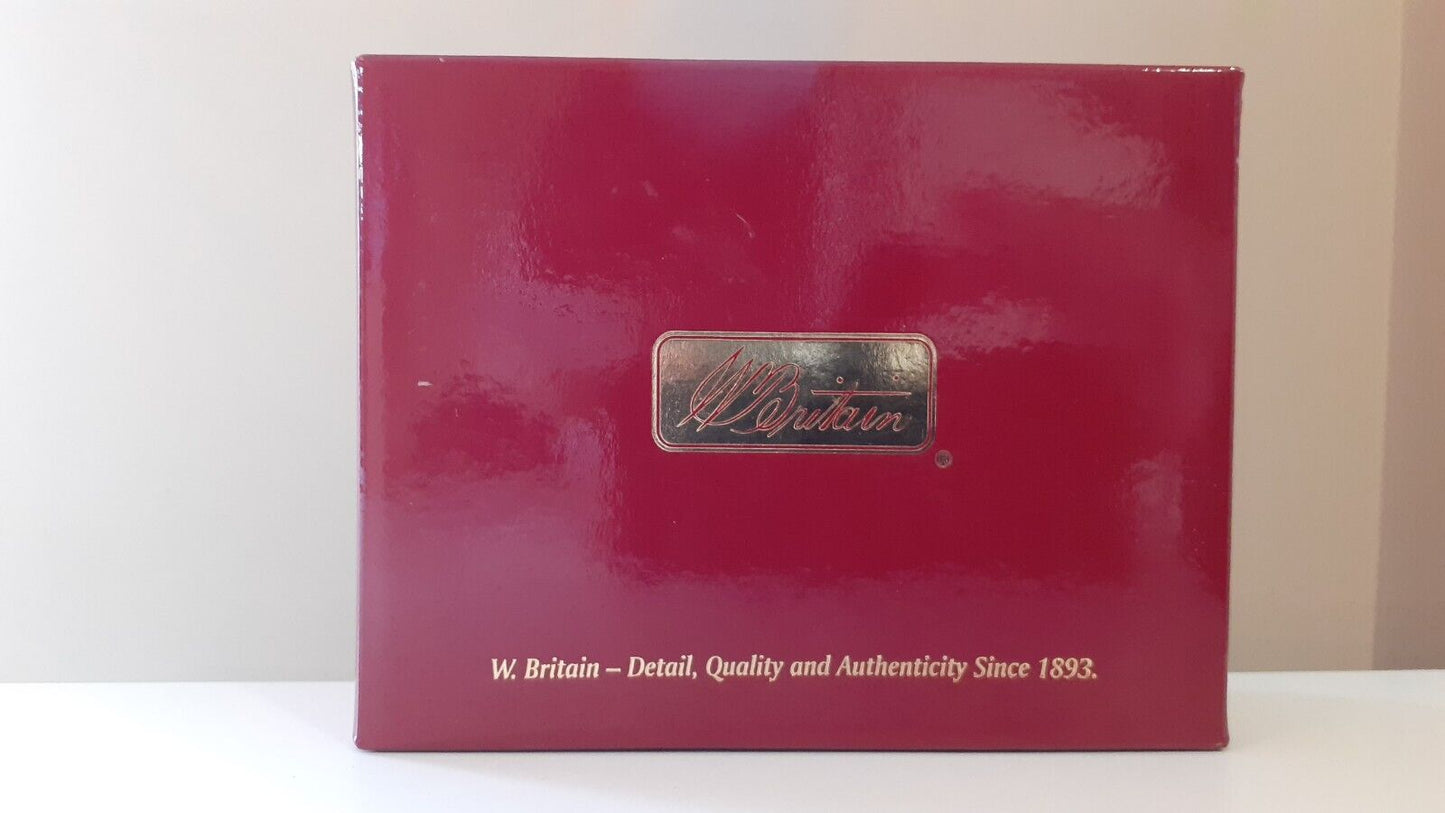 W Britain
®
W. Britain – Detail, Quality and Authenticity Since 1893.